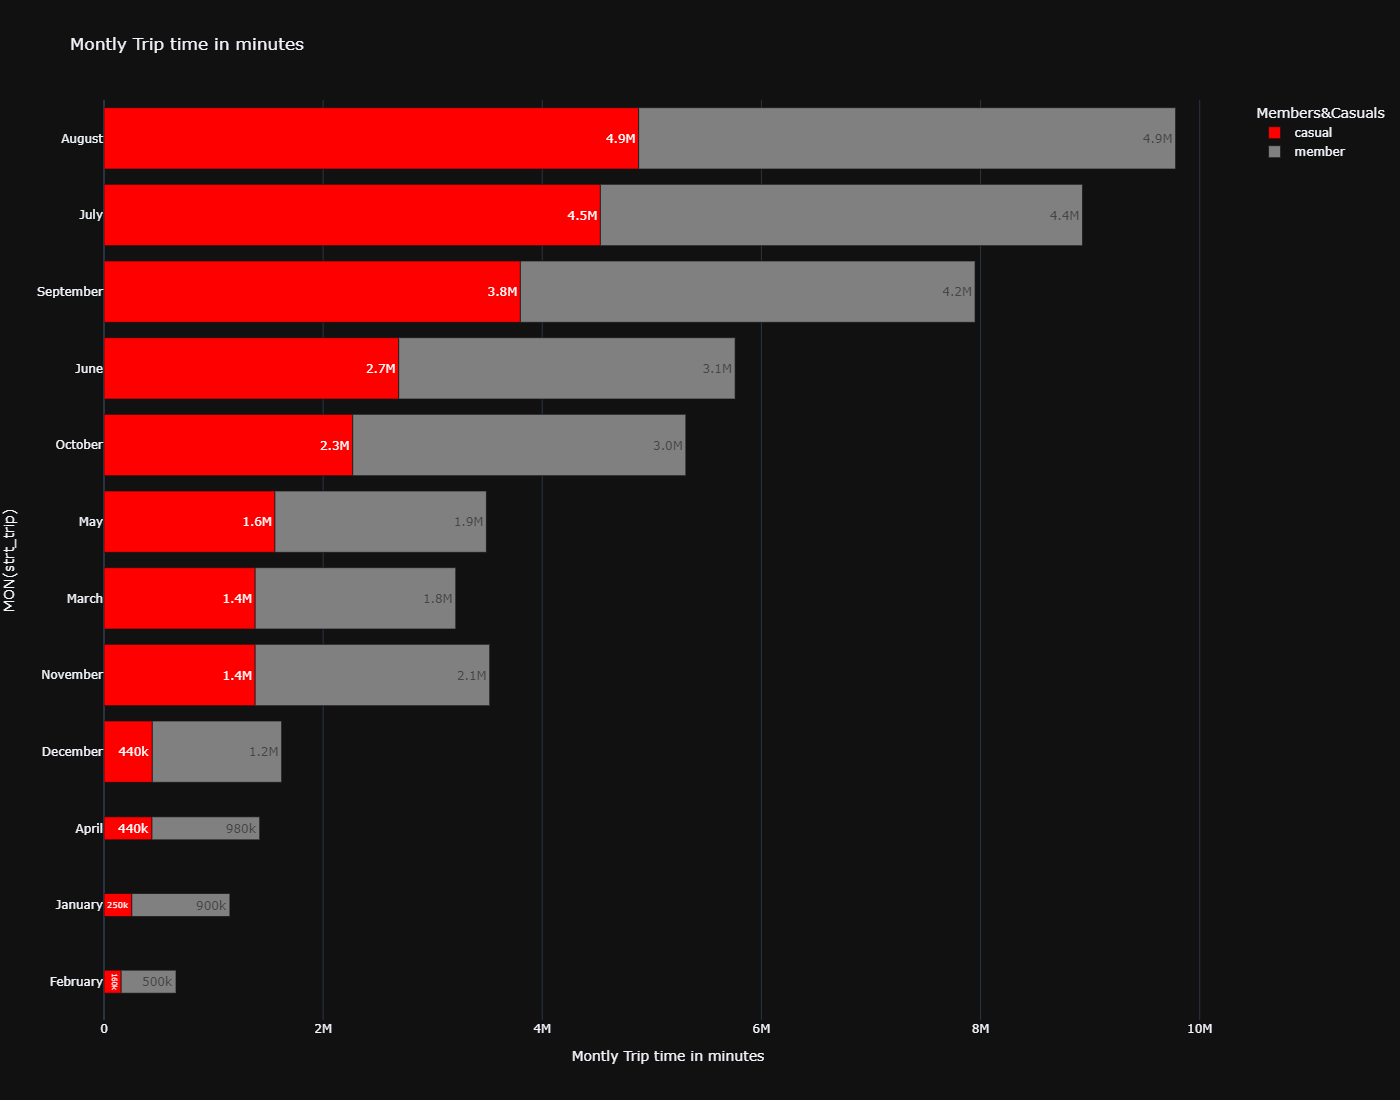 Montly Trip time in minutes
Members&Casuals
casual
member
August 4.9M 4.9M
July 4.5M 4.4M
September 3.8M 4.2M
June 2.7M 3.1M
October 2.3M 3.0M
May 1.6M 1.9M
March 1.4M 1.8M
November 1.4M 2.1M
December 440k 1.2M
April 440k 980k
January 250k 900k
February 160k 500k
MON(strt_trip)
0 2M 4M 6M 8M 10M
Montly Trip time in minutes